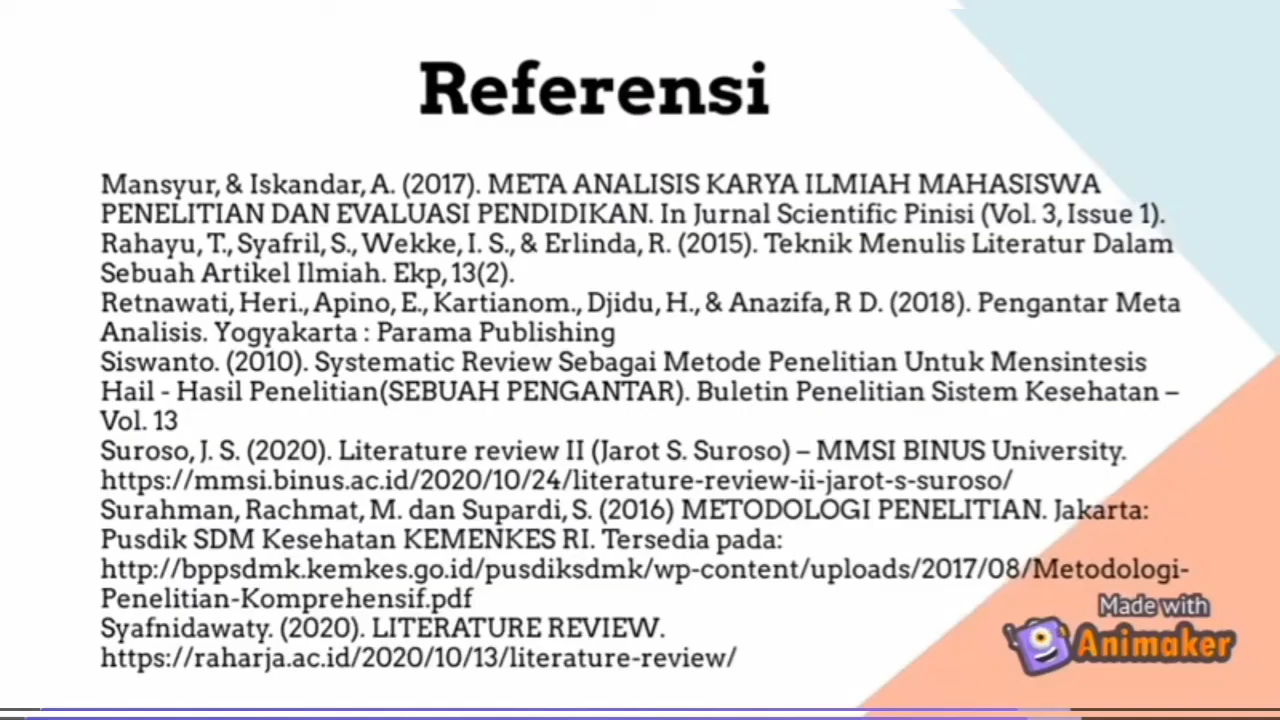 Referensi
Mansyur, & Iskandar, A. (2017). META ANALISIS KARYA ILMIAH MAHASISWA
PENELITIAN DAN EVALUASI PENDIDIKAN. In Jurnal Scientific Pinisi (Vol. 3, Issue 1).
Rahayu, T., Syafril, S., Wekke, I. S., & Erlinda, R. (2015). Teknik Menulis Literatur Dalam
Sebuah Artikel Ilmiah. Ekp, 13(2).
Retnawati, Heri., Apino, E., Kartianom., Djidu, H., & Anazifa, R D. (2018). Pengantar Meta
Analisis. Yogyakarta : Parama Publishing
Siswanto. (2010). Systematic Review Sebagai Metode Penelitian Untuk Mensintesis
Hail - Hasil Penelitian(SEBUAH PENGANTAR). Buletin Penelitian Sistem Kesehatan –
Vol. 13
Suroso, J. S. (2020). Literature review II (Jarot S. Suroso) – MMSI BINUS University.
https://mmsi.binus.ac.id/2020/10/24/literature-review-ii-jarot-s-suroso/
Surahman, Rachmat, M. dan Supardi, S. (2016) METODOLOGI PENELITIAN. Jakarta:
Pusdik SDM Kesehatan KEMENKES RI. Tersedia pada:
http://bppsdmk.kemkes.go.id/pusdiksdmk/wp-content/uploads/2017/08/Metodologi-
Penelitian-Komprehensif.pdf
Syafnidawaty. (2020). LITERATURE REVIEW.
https://raharja.ac.id/2020/10/13/literature-review/
Made with
Animaker